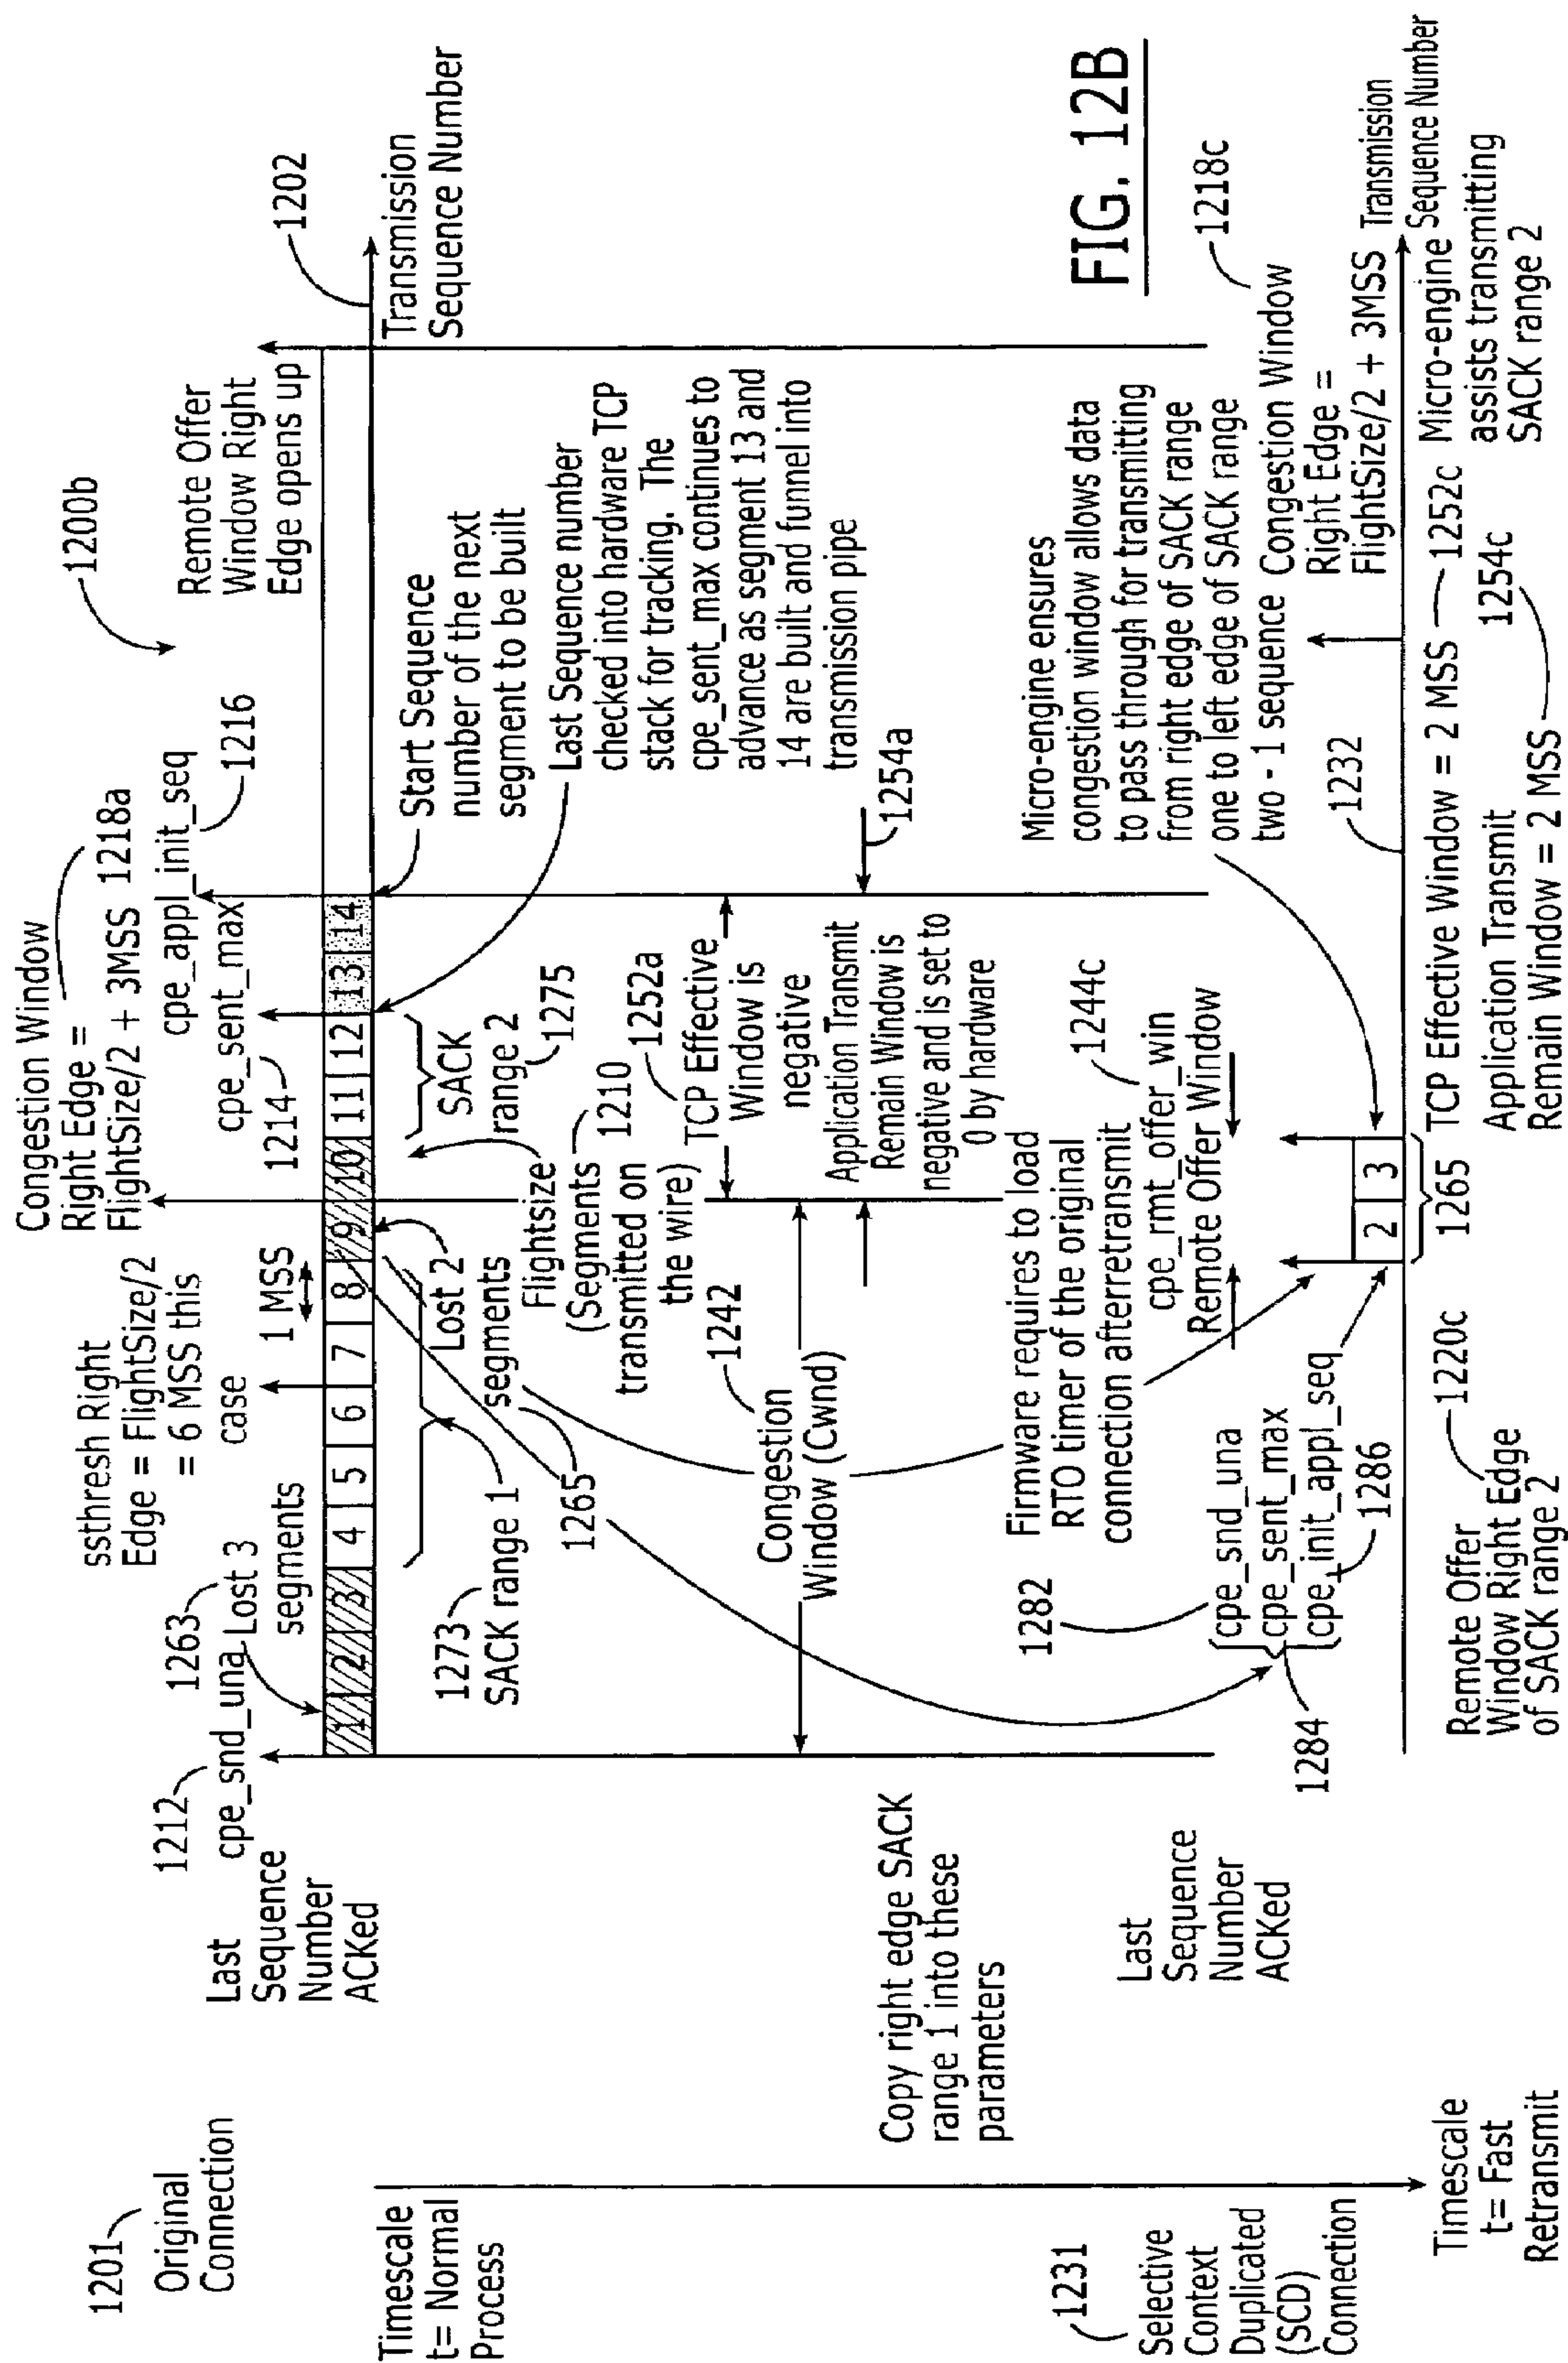 1200b
1201
Original
Connection
Last
Sequence
Number
ACKed
1212
cpe_snd_una
1263
Lost 3
segments
ssthresh Right
Edge = FlightSize/2
= 6 MSS this
case
1 MSS
Congestion Window
Right Edge =
FlightSize/2 + 3MSS
1218a
cpe_appl_init_seq
1216
cpe_sent_max
1214
Remote Offer
Window Right
Edge opens up
1202
1 2 3 4 5 6 7 8 9 10 11 12 13 14
Transmission
Sequence Number
Timescale
t= Normal
Process
1273
SACK range 1
Lost 2
segments
1265
SACK
range 2
1275
Flightsize
(Segments
transmitted on
the wire)
1210
Start Sequence
number of the next
segment to be built
Last Sequence number
checked into hardware TCP
stack for tracking. The
cpe_sent_max continues to
advance as segment 13 and
14 are built and funnel into
transmission pipe
1252a
TCP Effective
Window is
negative
1242
Congestion
Window (Cwnd)
Application Transmit
Remain Window is
negative and is set to
0 by hardware
1254a
Copy right edge SACK
range 1 into these
parameters
Firmware requires to load
RTO timer of the original
connection afterretransmit
1244c
cpe_rmt_offer_win
Remote Offer Window
Micro-engine ensures
congestion window allows data
to pass through for transmitting
from right edge of SACK range
one to left edge of SACK range
two - 1 sequence
FIG. 12B
1218c
Congestion Window
Right Edge =
FlightSize/2 + 3MSS
1231
Selective
Context
Duplicated
(SCD)
Connection
Last
Sequence
Number
ACKed
1282
cpe_snd_una
cpe_sent_max
cpe_init_appl_seq
1284
1286
2 3
1265
1232
Transmission
Sequence Number
Timescale
t= Fast
Retransmit
Remote Offer
Window Right Edge
of SACK range 2
1220c
TCP Effective Window = 2 MSS
1252c
Application Transmit
Remain Window = 2 MSS
1254c
Micro-engine
assists transmitting
SACK range 2